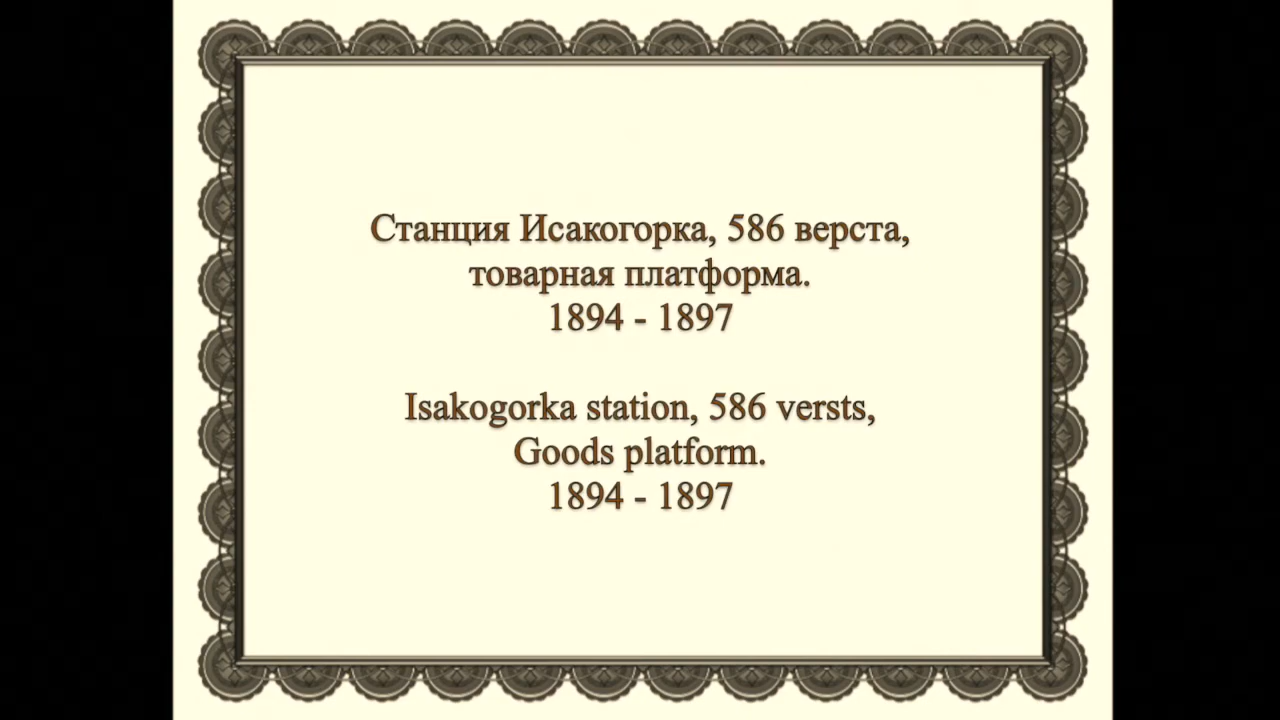 Станция Исакогорка, 586 верста,
товарная платформа.
1894 - 1897
Isakogorka station, 586 versts,
Goods platform.
1894 - 1897